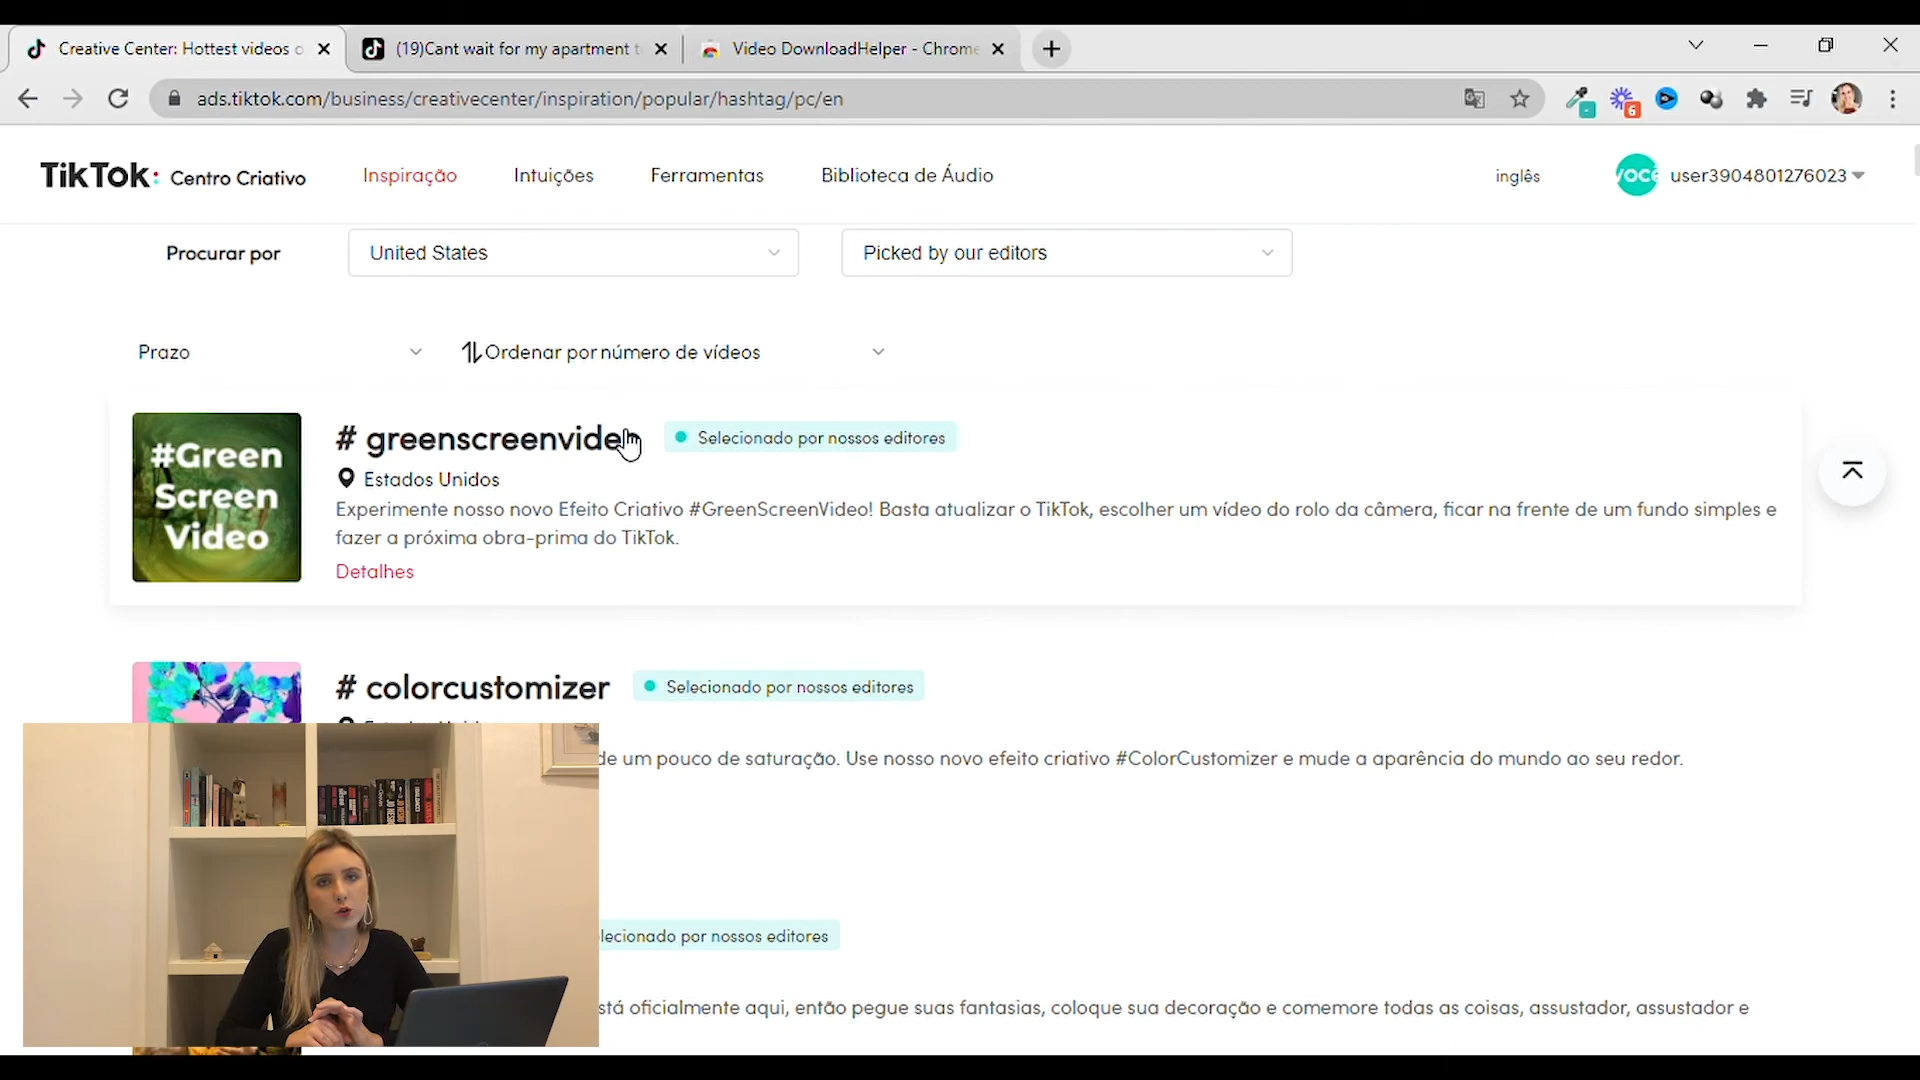 Creative Center: Hottest videos o
(19)Cant wait for my apartment t
Video DownloadHelper - Chrome
ads.tiktok.com/business/creativecenter/inspiration/popular/hashtag/pc/en
6
TikTok: Centro Criativo
Inspiração
Intuições
Ferramentas
Biblioteca de Áudio
inglês
user3904801276023
Procurar por
United States
Picked by our editors
Prazo
Ordenar por número de vídeos
#Green
Screen
Video
# greenscreenvide
Selecionado por nossos editores
Estados Unidos
Experimente nosso novo Efeito Criativo #GreenScreenVideo! Basta atualizar o TikTok, escolher um vídeo do rolo da câmera, ficar na frente de um fundo simples e
fazer a próxima obra-prima do TikTok.
Detalhes
# colorcustomizer
Selecionado por nossos editores
de um pouco de saturação. Use nosso novo efeito criativo #ColorCustomizer e mude a aparência do mundo ao seu redor.
lecionado por nossos editores
stá oficialmente aqui, então pegue suas fantasias, coloque sua decoração e comemore todas as coisas, assustador, assustador e